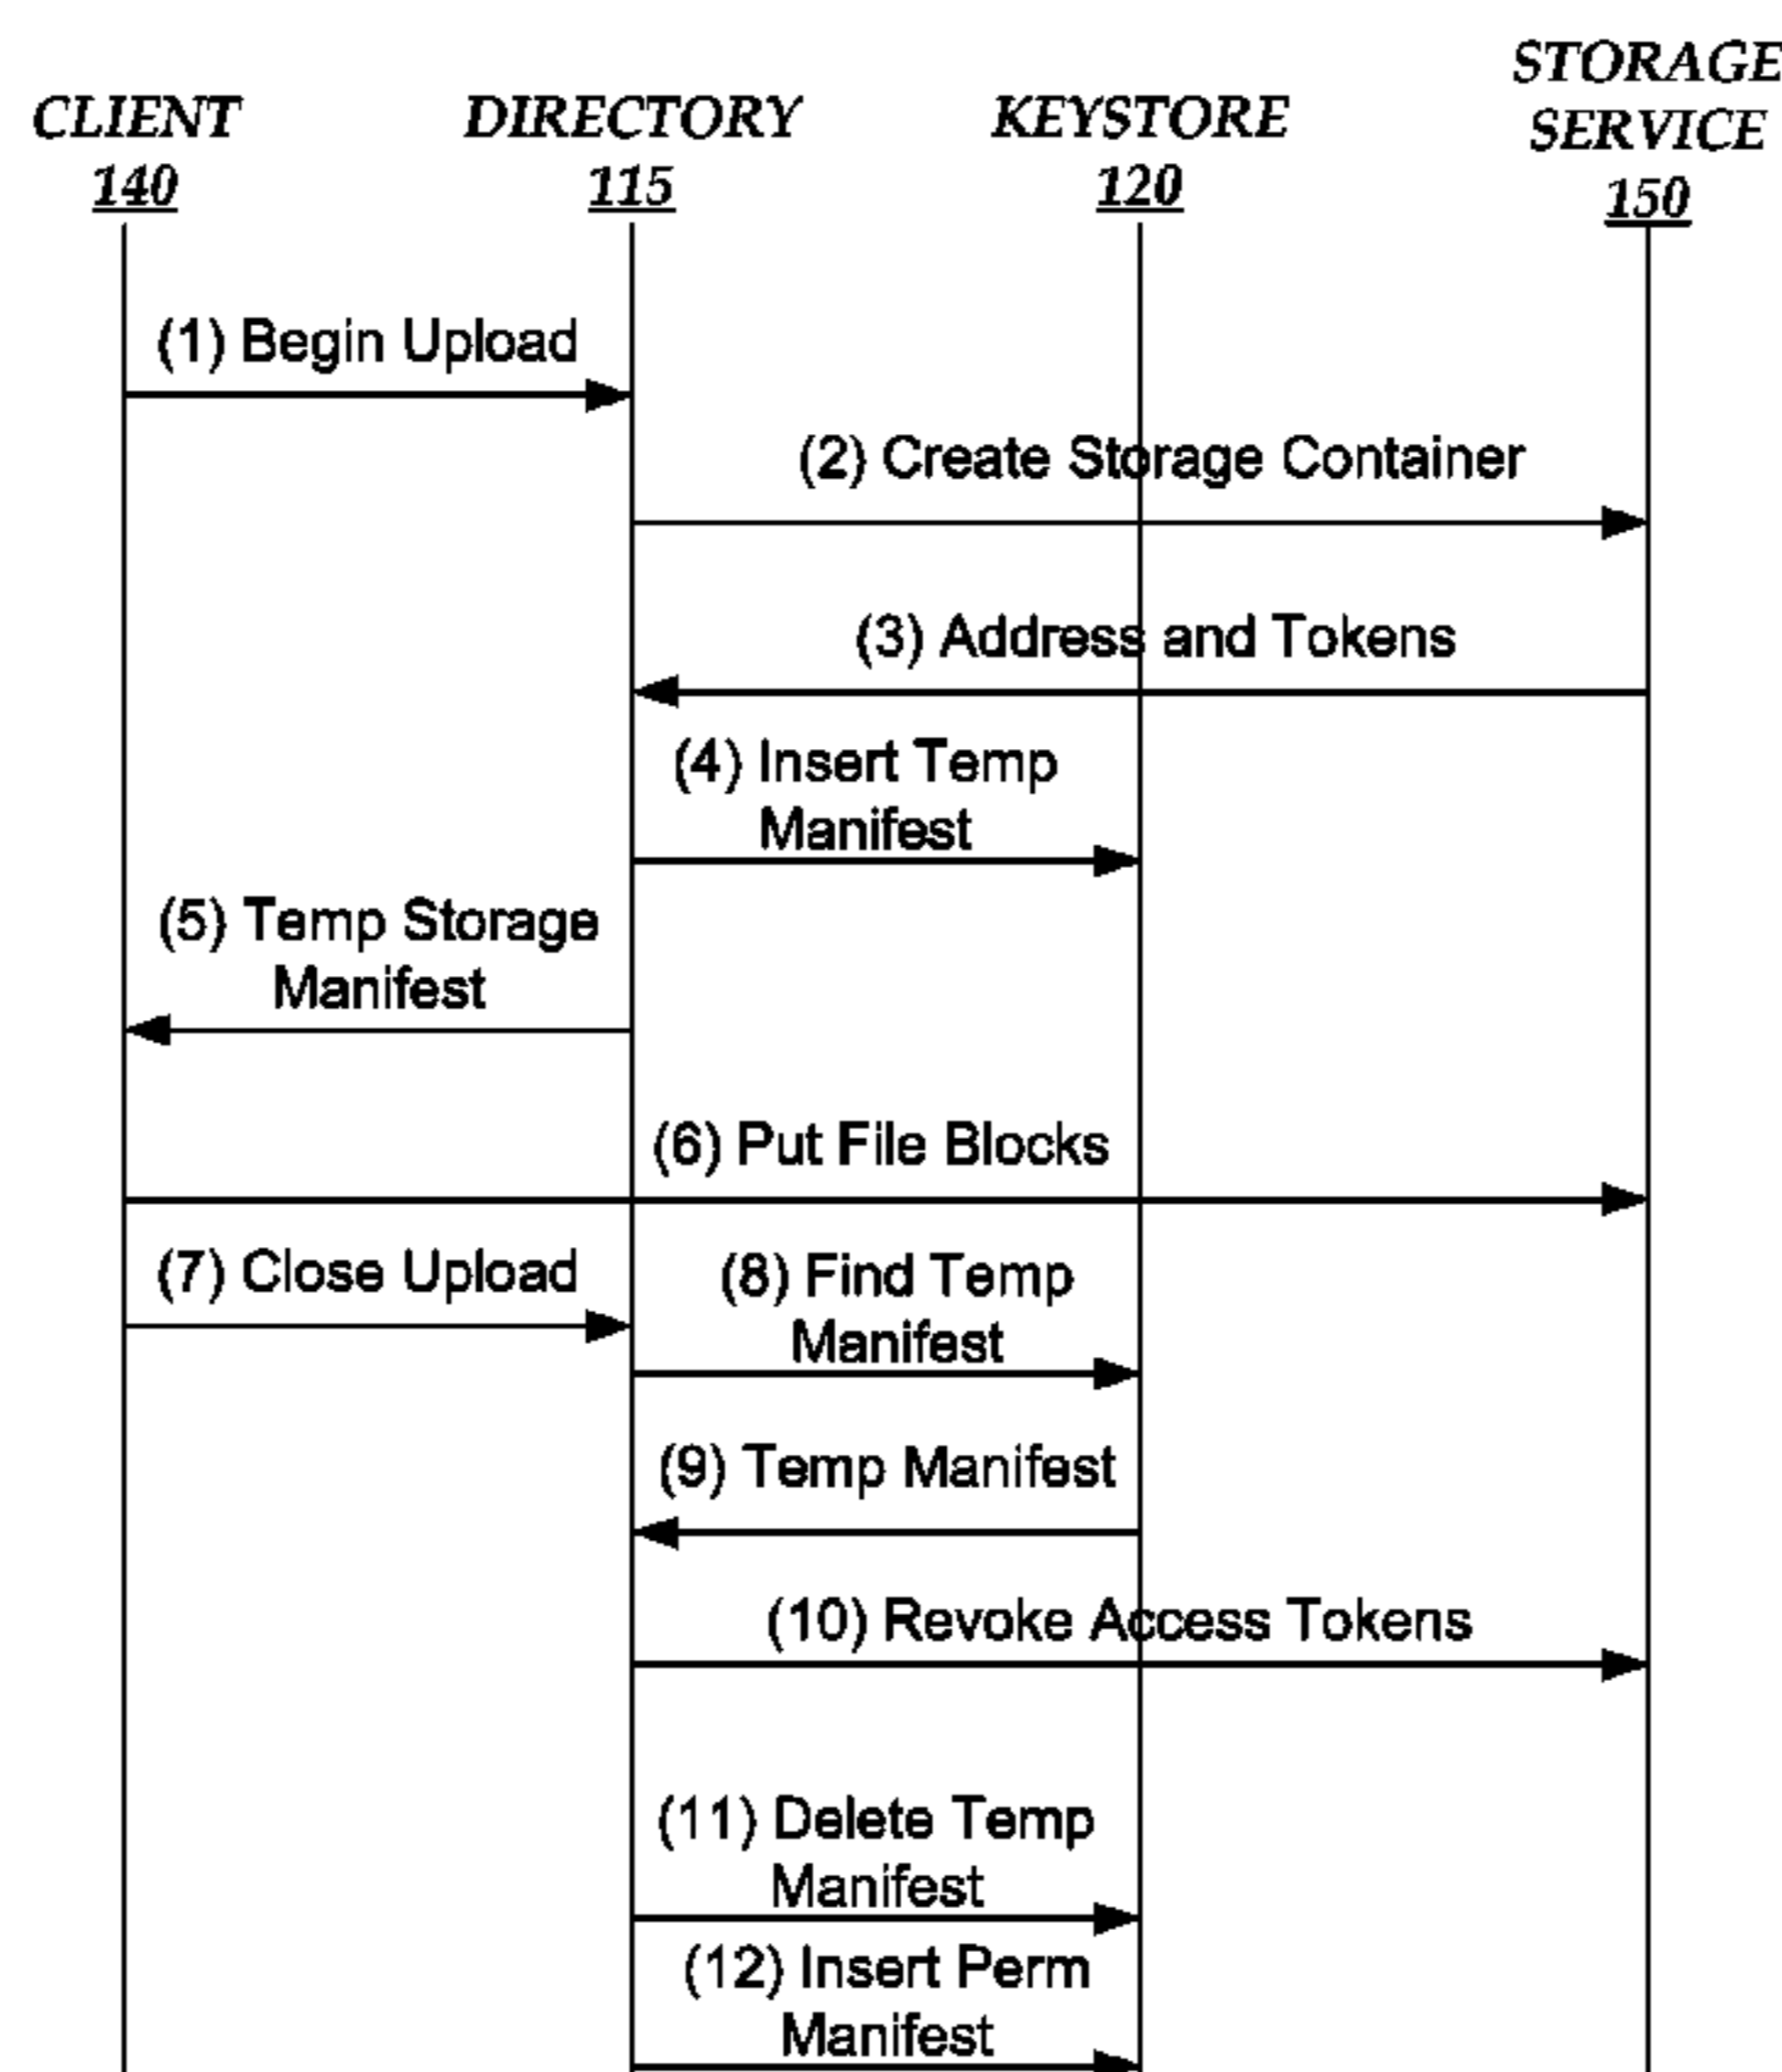 STORAGE
SERVICE
150
CLIENT
140
DIRECTORY
115
KEYSTORE
120
(1) Begin Upload
(2) Create Storage Container
(3) Address and Tokens
(4) Insert Temp
Manifest
(5) Temp Storage
Manifest
(6) Put File Blocks
(7) Close Upload
(8) Find Temp
Manifest
(9) Temp Manifest
(10) Revoke Access Tokens
(11) Delete Temp
Manifest
(12) Insert Perm
Manifest